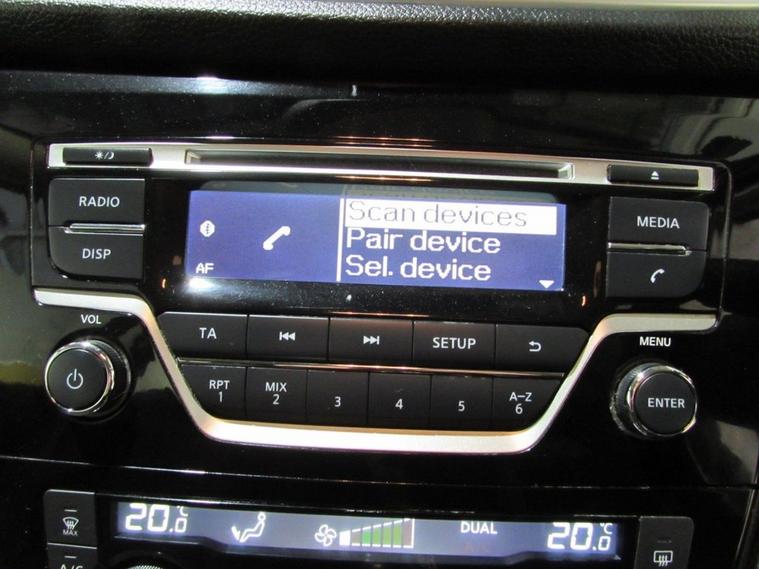 RADIO
DISP
AF
Scan devices
Pair device
Sel. device
MEDIA
VOL
TA
SETUP
MENU
RPT
1
MIX
2
3
4
5
A-Z
6
ENTER
MAX
A/C
20.0 °C
DUAL
20.0 °C